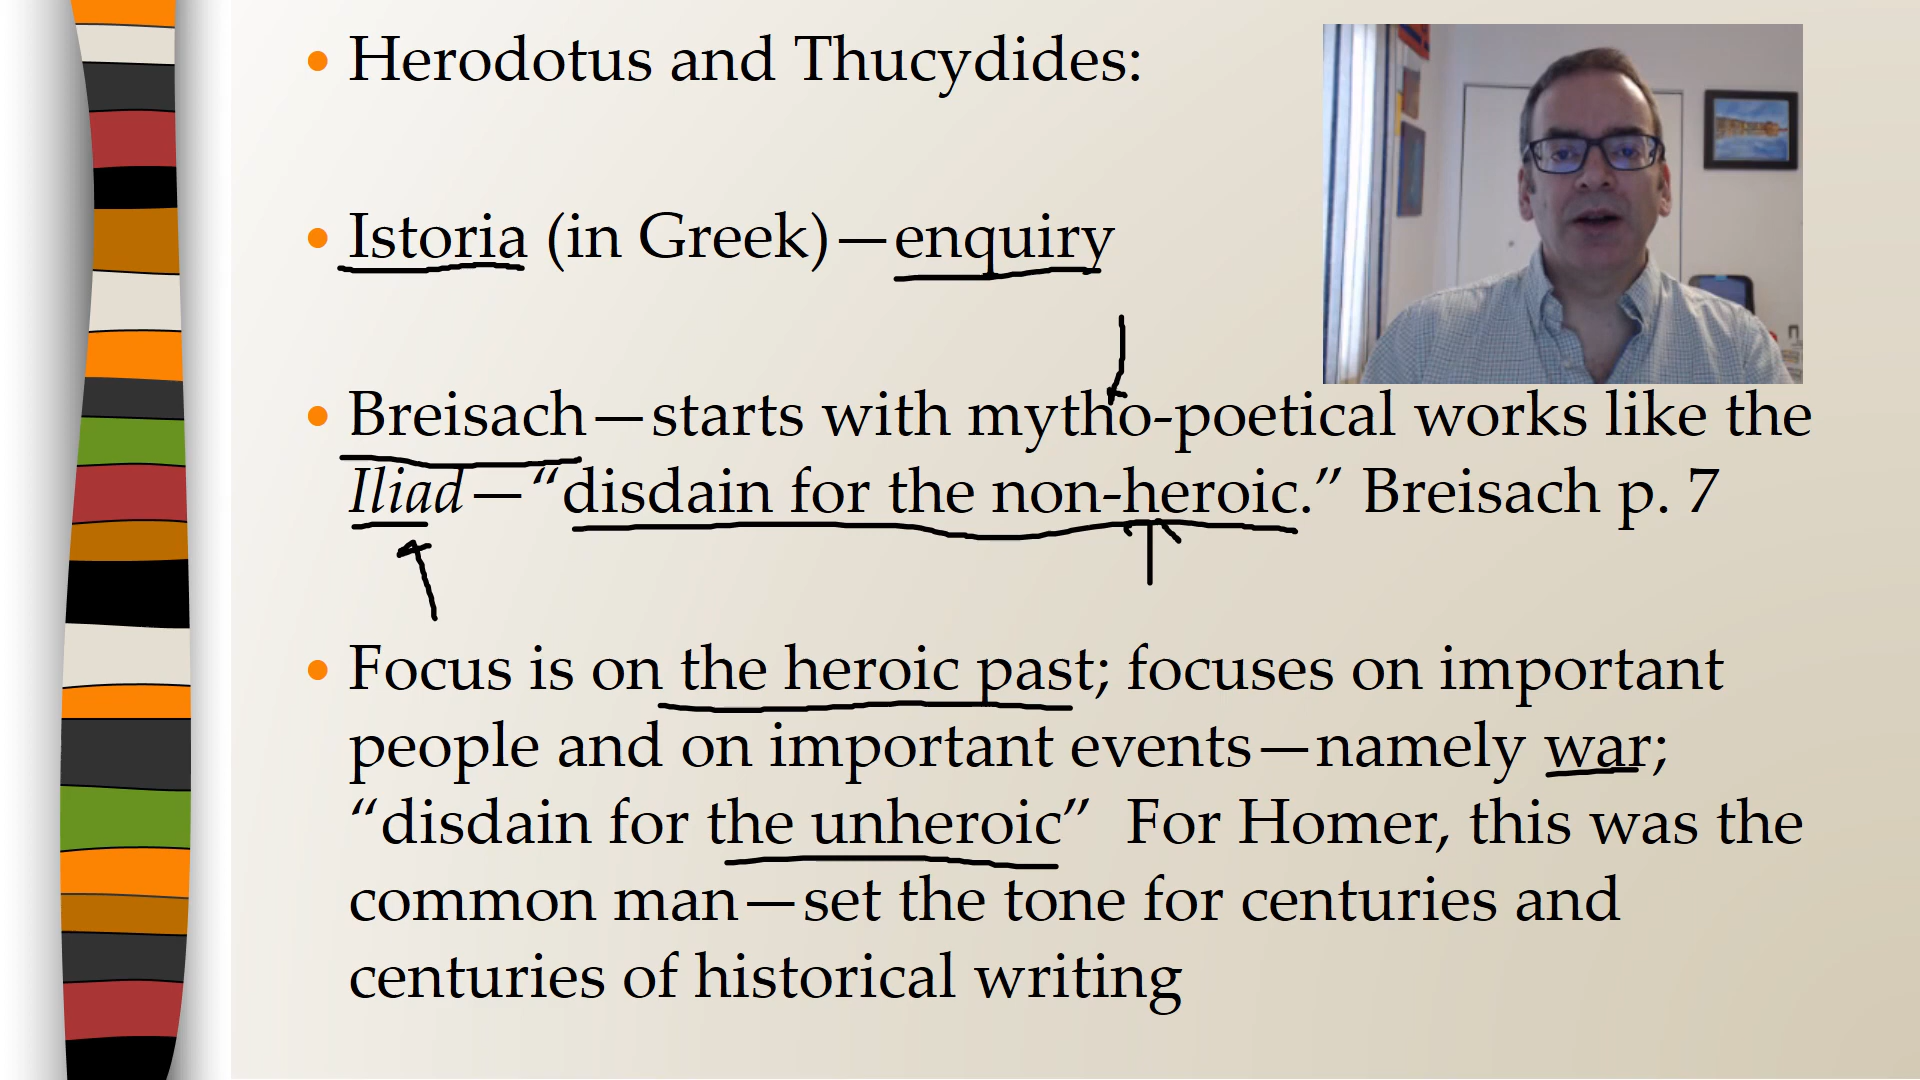 Herodotus and Thucydides:
Istoria (in Greek)—enquiry
Breisach—starts with mytho-poetical works like the
Iliad—“disdain for the non-heroic.” Breisach p. 7
Focus is on the heroic past; focuses on important
people and on important events—namely war;
“disdain for the unheroic”  For Homer, this was the
common man—set the tone for centuries and
centuries of historical writing